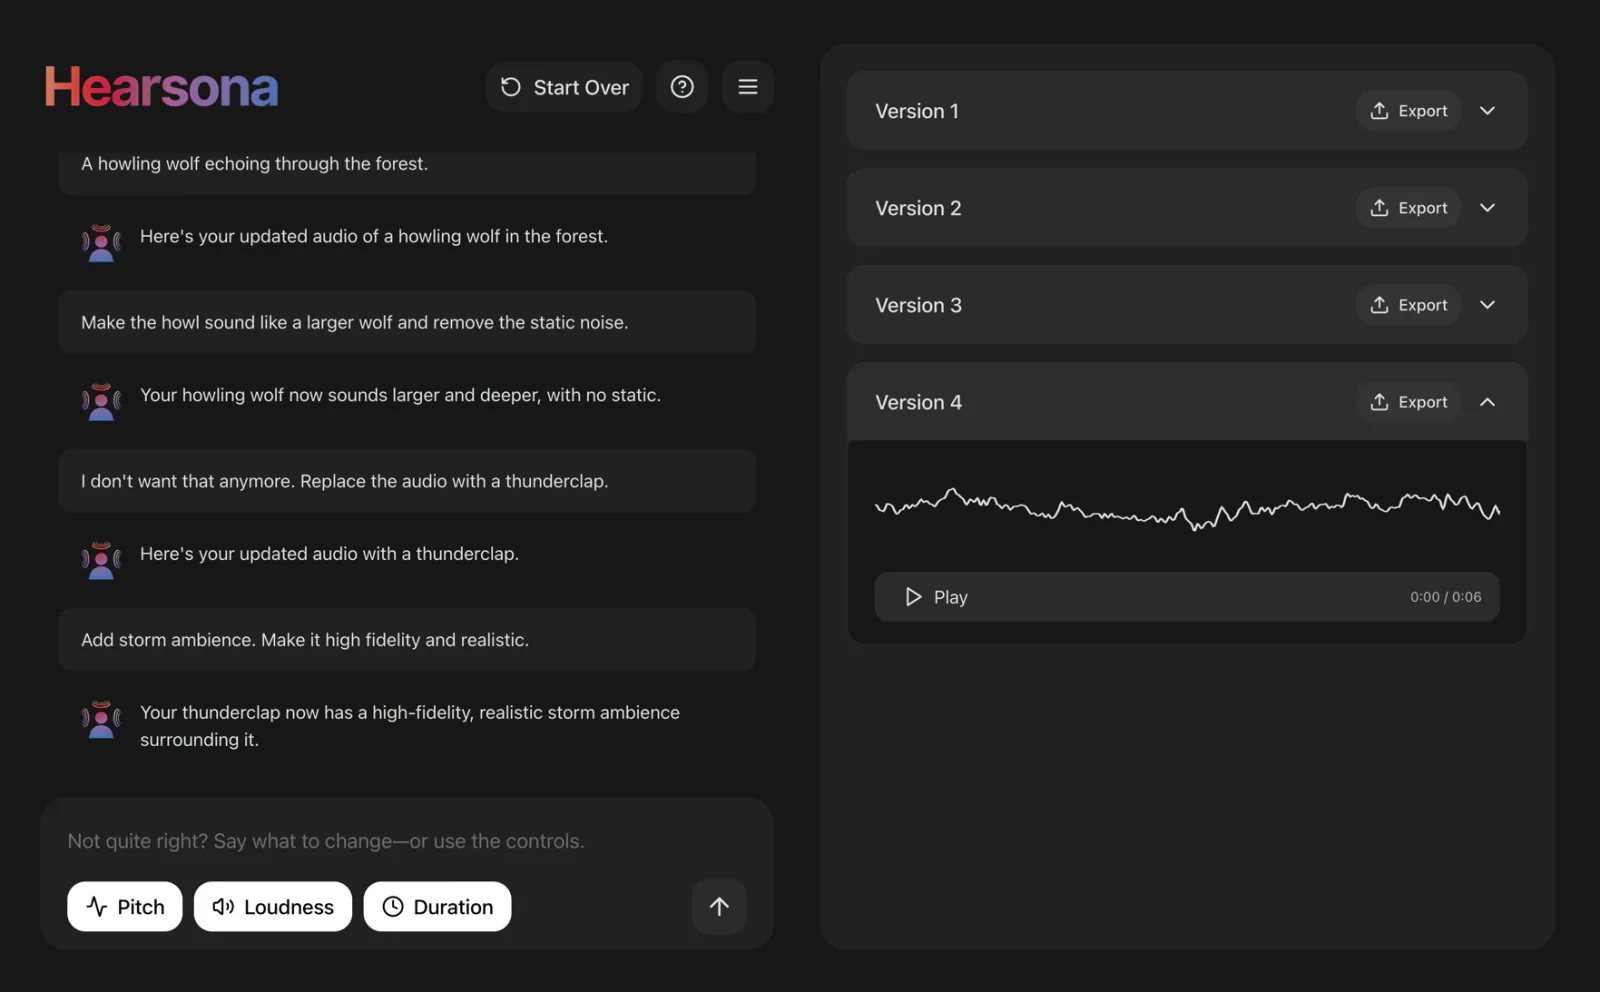 Hearsona
Start Over
A howling wolf echoing through the forest.
Here's your updated audio of a howling wolf in the forest.
Make the howl sound like a larger wolf and remove the static noise.
Your howling wolf now sounds larger and deeper, with no static.
I don't want that anymore. Replace the audio with a thunderclap.
Here's your updated audio with a thunderclap.
Add storm ambience. Make it high fidelity and realistic.
Your thunderclap now has a high-fidelity, realistic storm ambience
surrounding it.
Not quite right? Say what to change—or use the controls.
Pitch
Loudness
Duration
Version 1
Export
Version 2
Export
Version 3
Export
Version 4
Export
Play
0:00 / 0:06